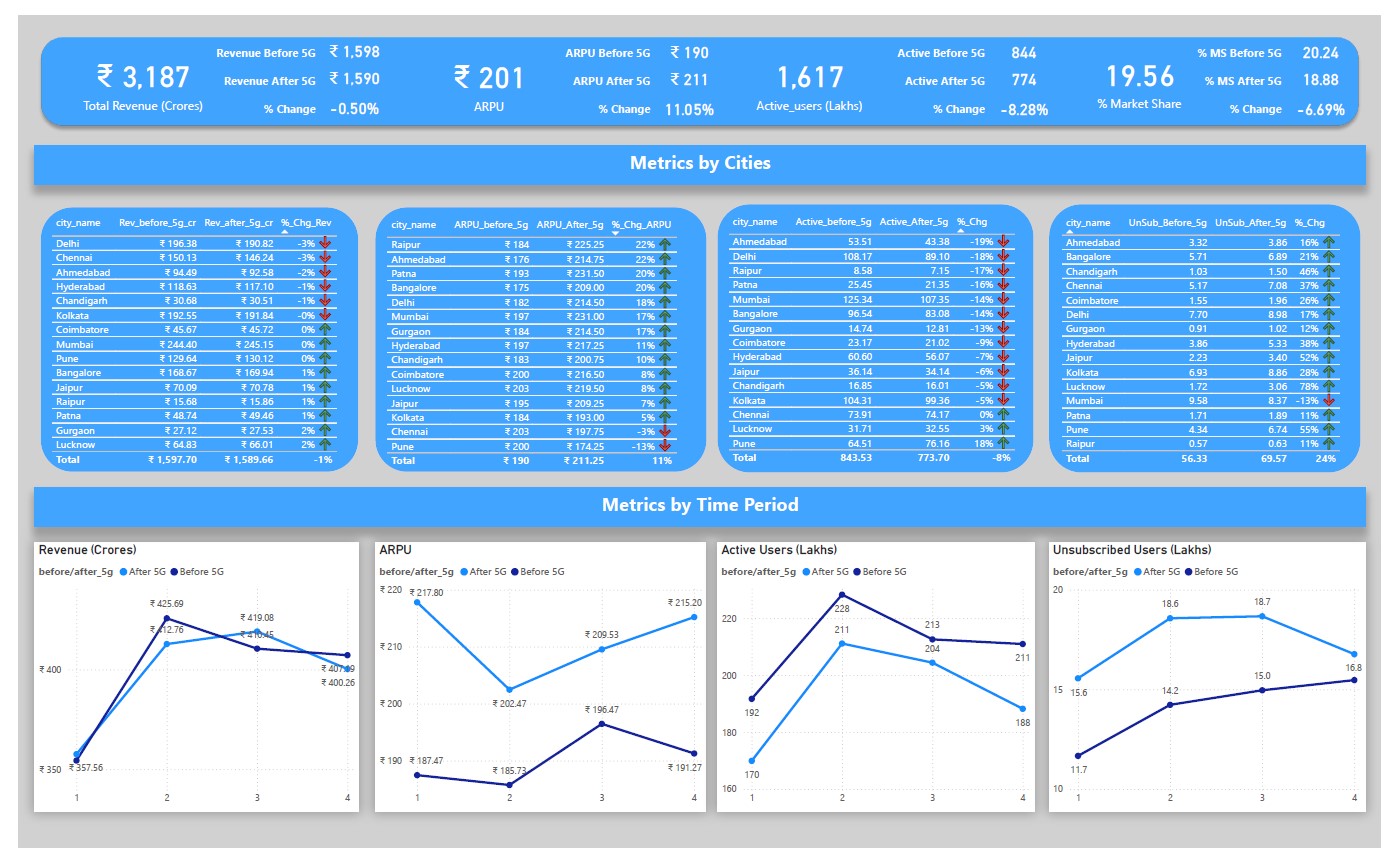 ₹ 3,187
Total Revenue (Crores)
Revenue Before 5G ₹ 1,598
Revenue After 5G ₹ 1,590
% Change -0.50%
₹ 201
ARPU
ARPU Before 5G ₹ 190
ARPU After 5G ₹ 211
% Change 11.05%
1,617
Active_users (Lakhs)
Active Before 5G 844
Active After 5G 774
% Change -8.28%
19.56
% Market Share
% MS Before 5G 20.24
% MS After 5G 18.88
% Change -6.69%
Metrics by Cities
city_name Rev_before_5g_cr Rev_after_5g_cr %_Chg_Rev
Delhi ₹ 196.38 ₹ 190.82 -3%
Chennai ₹ 150.13 ₹ 146.24 -3%
Ahmedabad ₹ 94.49 ₹ 92.58 -2%
Hyderabad ₹ 118.63 ₹ 117.10 -1%
Chandigarh ₹ 30.68 ₹ 30.51 -1%
Kolkata ₹ 192.55 ₹ 191.84 -0%
Coimbatore ₹ 45.67 ₹ 45.72 0%
Mumbai ₹ 244.40 ₹ 245.15 0%
Pune ₹ 129.64 ₹ 130.12 0%
Bangalore ₹ 168.67 ₹ 169.94 1%
Jaipur ₹ 70.09 ₹ 70.78 1%
Raipur ₹ 15.68 ₹ 15.86 1%
Patna ₹ 48.74 ₹ 49.46 1%
Gurgaon ₹ 27.12 ₹ 27.53 2%
Lucknow ₹ 64.83 ₹ 66.01 2%
Total ₹ 1,597.70 ₹ 1,589.66 -1%
city_name ARPU_before_5g ARPU_After_5g %_Chg_ARPU
Raipur ₹ 184 ₹ 225.25 22%
Ahmedabad ₹ 176 ₹ 214.75 22%
Patna ₹ 193 ₹ 231.50 20%
Bangalore ₹ 175 ₹ 209.00 20%
Delhi ₹ 182 ₹ 214.50 18%
Mumbai ₹ 197 ₹ 231.00 17%
Gurgaon ₹ 184 ₹ 214.50 17%
Hyderabad ₹ 197 ₹ 217.25 11%
Chandigarh ₹ 183 ₹ 200.75 10%
Coimbatore ₹ 200 ₹ 216.50 8%
Lucknow ₹ 203 ₹ 219.50 8%
Jaipur ₹ 195 ₹ 209.25 7%
Kolkata ₹ 184 ₹ 193.00 5%
Chennai ₹ 203 ₹ 197.75 -3%
Pune ₹ 200 ₹ 174.25 -13%
Total ₹ 190 ₹ 211.25 11%
city_name Active_before_5g Active_After_5g %_Chg
Ahmedabad 53.51 43.38 -19%
Delhi 108.17 89.10 -18%
Raipur 8.58 7.15 -17%
Patna 25.45 21.35 -16%
Mumbai 125.34 107.35 -14%
Bangalore 96.54 83.08 -14%
Gurgaon 14.74 12.81 -13%
Coimbatore 23.17 21.02 -9%
Hyderabad 60.60 56.07 -7%
Jaipur 36.14 34.14 -6%
Chandigarh 16.85 16.01 -5%
Kolkata 104.31 99.36 -5%
Chennai 73.91 74.17 0%
Lucknow 31.71 32.55 3%
Pune 64.51 76.16 18%
Total 843.53 773.70 -8%
city_name UnSub_Before_5g UnSub_After_5g %_Chg
Ahmedabad 3.32 3.86 16%
Bangalore 5.71 6.89 21%
Chandigarh 1.03 1.50 46%
Chennai 5.17 7.08 37%
Coimbatore 1.55 1.96 26%
Delhi 7.70 8.98 17%
Gurgaon 0.91 1.02 12%
Hyderabad 3.86 5.33 38%
Jaipur 2.23 3.40 52%
Kolkata 6.93 8.86 28%
Lucknow 1.72 3.06 78%
Mumbai 9.58 8.37 -13%
Patna 1.71 1.89 11%
Pune 4.34 6.74 55%
Raipur 0.57 0.63 11%
Total 56.33 69.57 24%
Metrics by Time Period
Revenue (Crores)
before/after_5g After 5G Before 5G
₹ 425.69
₹ 419.08
₹ 400
₹ 400.26
₹ 350 ₹ 357.56
1 2 3 4
ARPU
before/after_5g After 5G Before 5G
₹ 220 ₹ 217.80
₹ 215.20
₹ 210 ₹ 209.53
₹ 200 ₹ 202.47
₹ 196.47
₹ 190 ₹ 187.47 ₹ 185.73 ₹ 191.27
1 2 3 4
Active Users (Lakhs)
before/after_5g After 5G Before 5G
220 228
211 213
204
200 211
192
188
180
170
160
1 2 3 4
Unsubscribed Users (Lakhs)
before/after_5g After 5G Before 5G
20
18.6 18.7
16.8
15 15.6 14.2 15.0
11.7
10
1 2 3 4